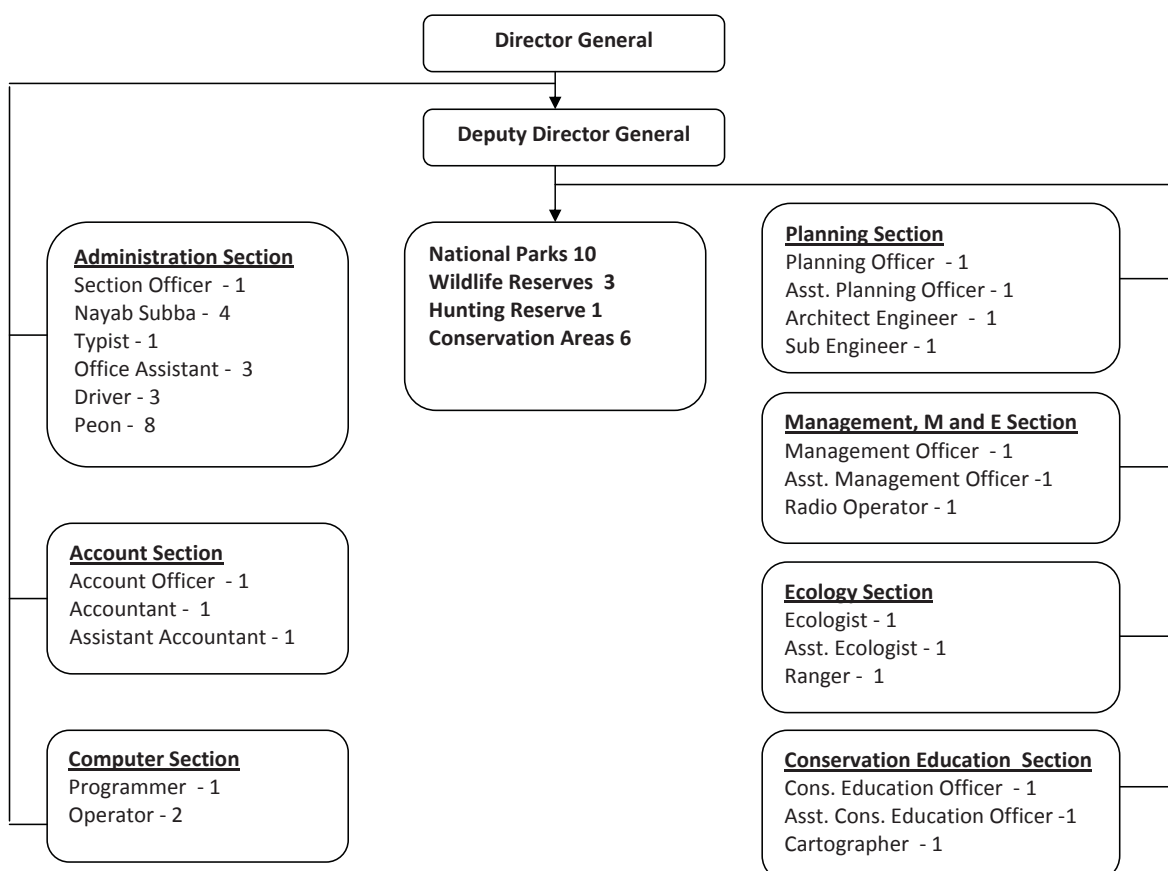 Director General
Deputy Director General
Administration Section
Section Officer - 1
Nayab Subba - 4
Typist - 1
Office Assistant - 3
Driver - 3
Peon - 8
Account Section
Account Officer - 1
Accountant - 1
Assistant Accountant - 1
Computer Section
Programmer - 1
Operator - 2
National Parks 10
Wildlife Reserves 3
Hunting Reserve 1
Conservation Areas 6
Planning Section
Planning Officer - 1
Asst. Planning Officer - 1
Architect Engineer - 1
Sub Engineer - 1
Management, M and E Section
Management Officer - 1
Asst. Management Officer -1
Radio Operator - 1
Ecology Section
Ecologist - 1
Asst. Ecologist - 1
Ranger - 1
Conservation Education Section
Cons. Education Officer - 1
Asst. Cons. Education Officer -1
Cartographer - 1